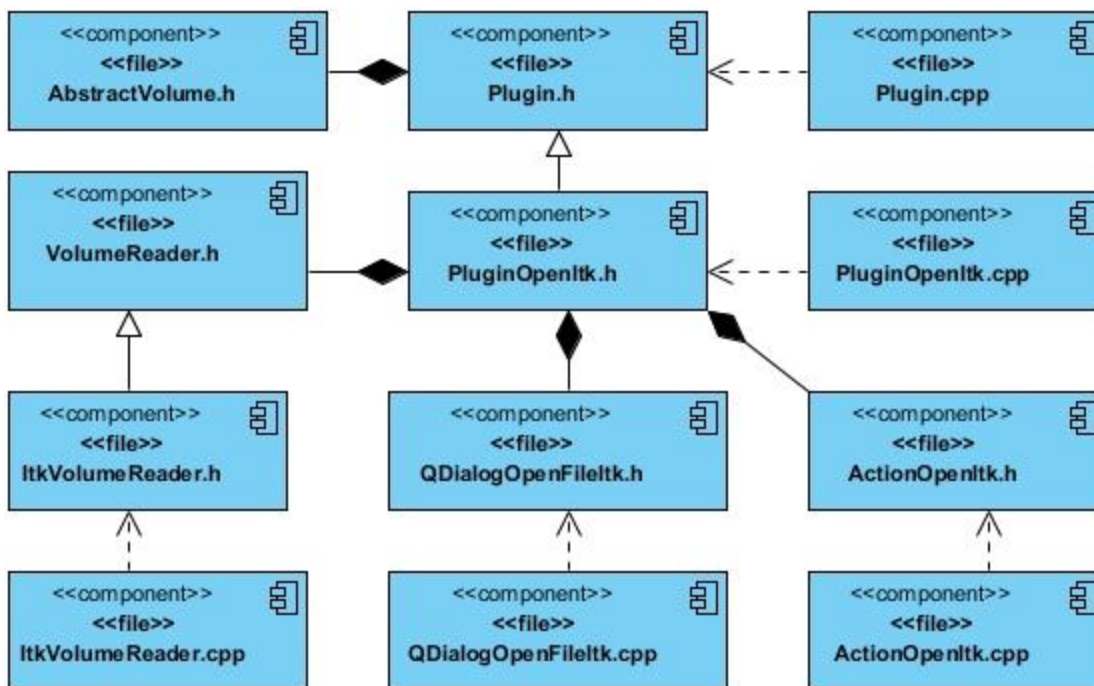 <<component>>
<<file>>
AbstractVolume.h
<<component>>
<<file>>
Plugin.h
<<component>>
<<file>>
Plugin.cpp
<<component>>
<<file>>
VolumeReader.h
<<component>>
<<file>>
PluginOpenItk.h
<<component>>
<<file>>
PluginOpenItk.cpp
<<component>>
<<file>>
ItkVolumeReader.h
<<component>>
<<file>>
QDialogOpenFileItk.h
<<component>>
<<file>>
ActionOpenItk.h
<<component>>
<<file>>
ItkVolumeReader.cpp
<<component>>
<<file>>
QDialogOpenFileItk.cpp
<<component>>
<<file>>
ActionOpenItk.cpp